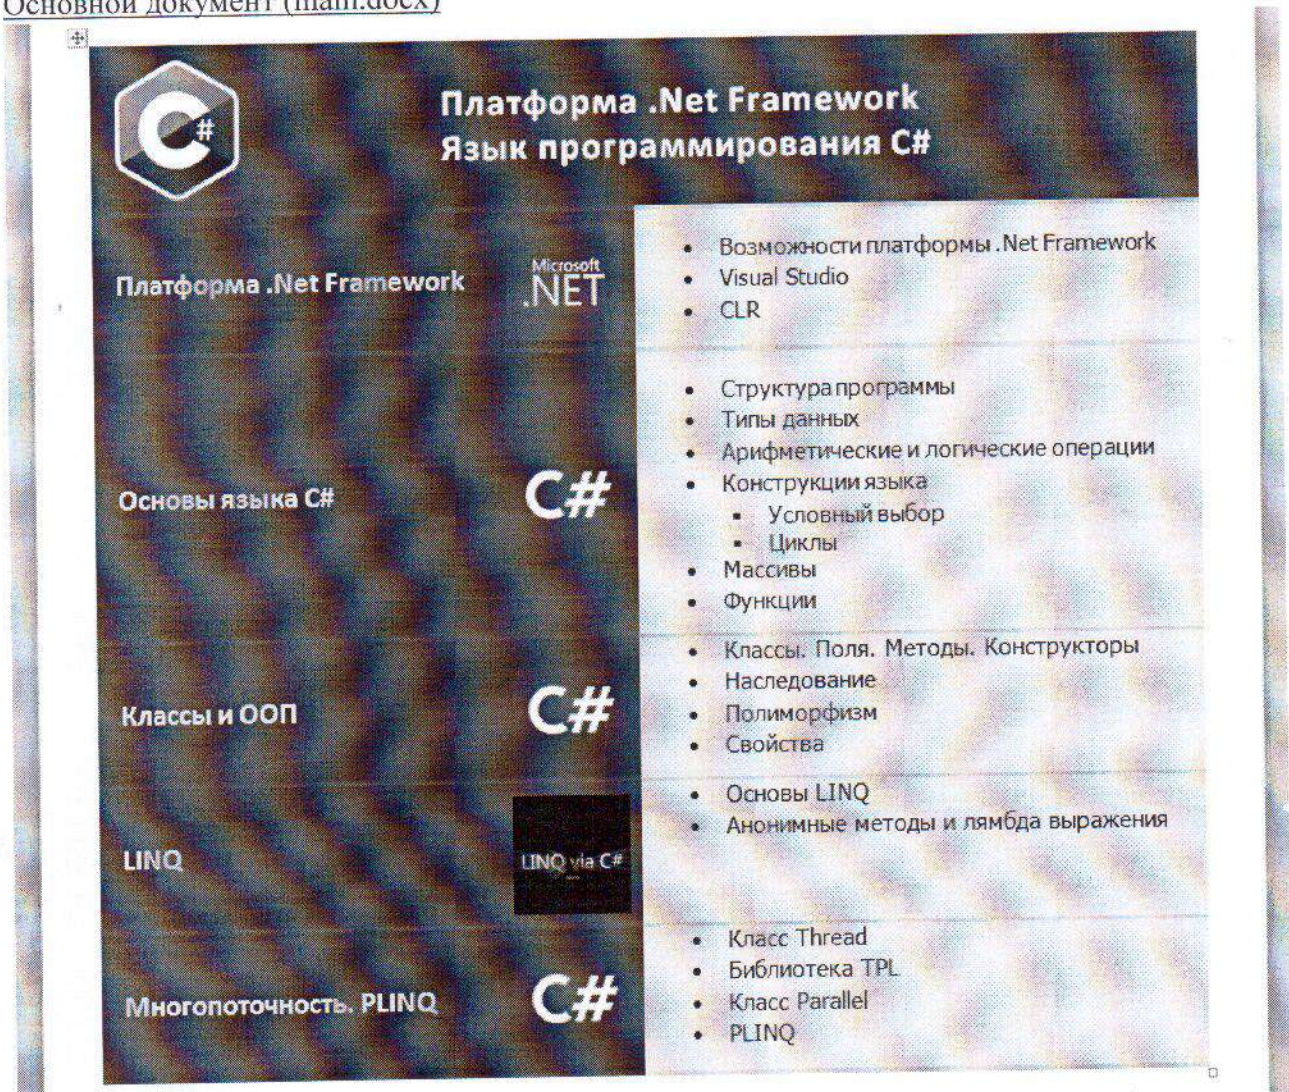 Основной документ (main.docx)
C#
Платформа .Net Framework
Язык программирования C#
Платформа .Net Framework
Microsoft
.NET
• Возможности платформы .Net Framework
• Visual Studio
• CLR
Основы языка C#
C#
• Структура программы
• Типы данных
• Арифметические и логические операции
• Конструкции языка
▪ Условный выбор
▪ Циклы
• Массивы
• Функции
Классы и ООП
C#
• Классы. Поля. Методы. Конструкторы
• Наследование
• Полиморфизм
• Свойства
LINQ
LINQ via C#
• Основы LINQ
• Анонимные методы и лямбда выражения
Многопоточность. PLINQ
C#
• Класс Thread
• Библиотека TPL
• Класс Parallel
• PLINQ